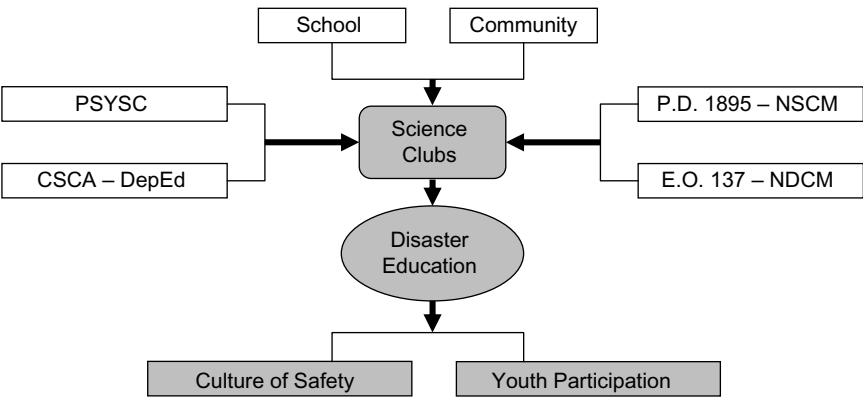 School
Community
PSYSC
P.D. 1895 – NSCM
Science
Clubs
CSCA – DepEd
E.O. 137 – NDCM
Disaster
Education
Culture of Safety
Youth Participation